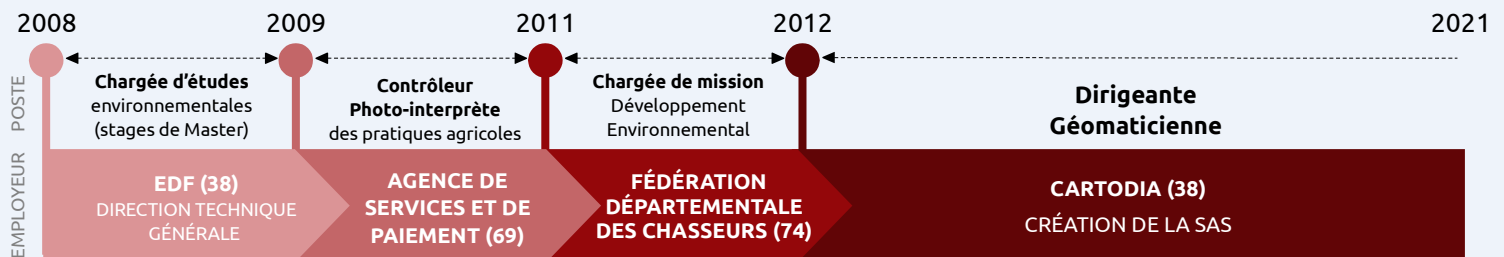 2008
2009
2011
2012
2021
POSTE
Chargée d’études
environnementales
(stages de Master)
Contrôleur
Photo-interprète
des pratiques agricoles
Chargée de mission
Développement
Environnemental
Dirigeante
Géomaticienne
EMPLOYEUR
EDF (38)
DIRECTION TECHNIQUE
GÉNÉRALE
AGENCE DE
SERVICES ET DE
PAIEMENT (69)
FÉDÉRATION
DÉPARTEMENTALE
DES CHASSEURS (74)
CARTODIA (38)
CRÉATION DE LA SAS